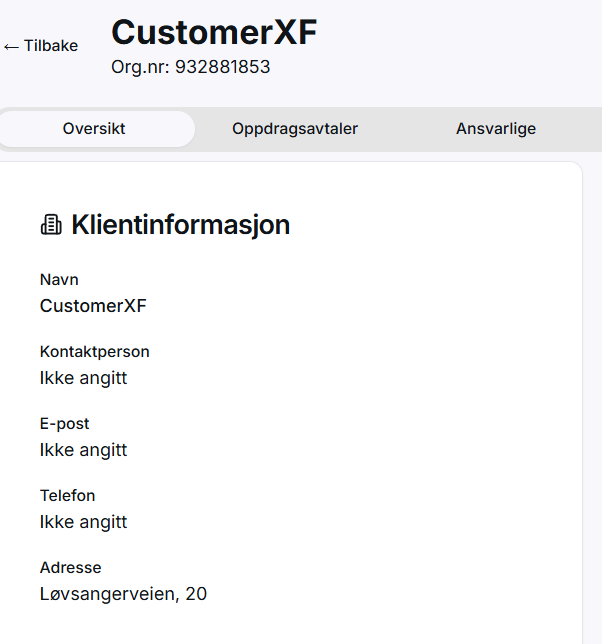 ← Tilbake
CustomerXF
Org.nr: 932881853
Oversikt
Oppdragsavtaler
Ansvarlige
Klientinformasjon
Navn
CustomerXF
Kontaktperson
Ikke angitt
E-post
Ikke angitt
Telefon
Ikke angitt
Adresse
Løvsangerveien, 20